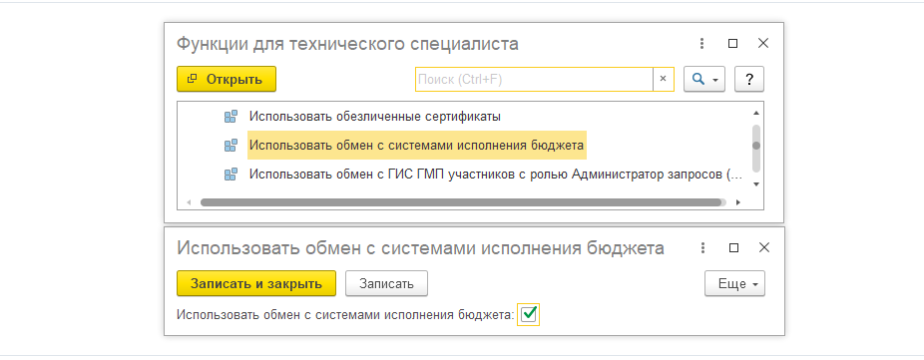 Функции для технического специалиста
Открыть
Поиск (Ctrl+F)
×
?
Использовать обезличенные сертификаты
Использовать обмен с системами исполнения бюджета
Использовать обмен с ГИС ГМП участников с ролью Администратор запросов (...
Использовать обмен с системами исполнения бюджета
Записать и закрыть
Записать
Еще
Использовать обмен с системами исполнения бюджета: